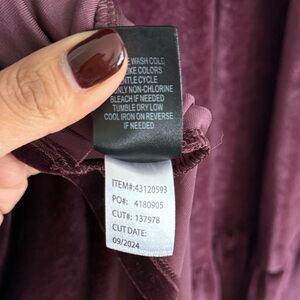 WASH COLD
COLORS
CYCLE
ONLY NON-CHLORINE
BLEACH IF NEEDED
TUMBLE DRY LOW
COOL IRON ON REVERSE
IF NEEDED
ITEM#:43120593
PO#: 4180905
CUT#: 137978
CUT DATE:
09/2024